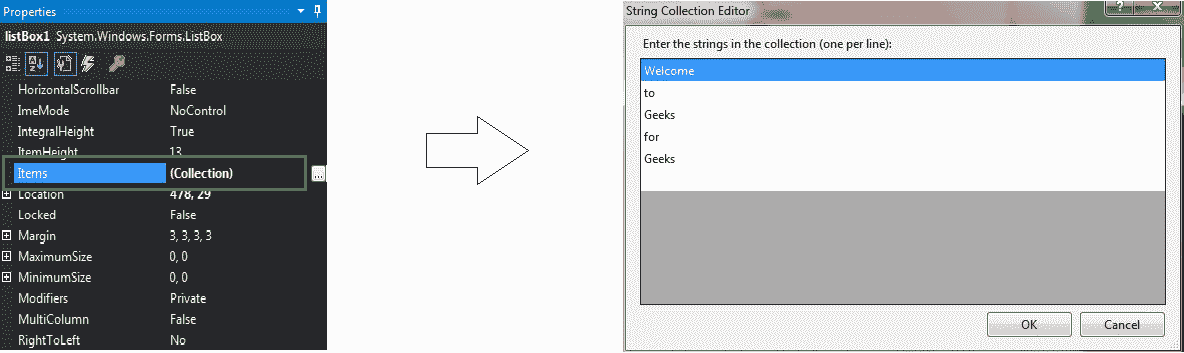 Properties
listBox1 System.Windows.Forms.ListBox
HorizontalScrollbar False
ImeMode NoControl
IntegralHeight True
ItemHeight 13
Items (Collection) ...
Location 478, 29
Locked False
Margin 3, 3, 3, 3
MaximumSize 0, 0
MinimumSize 0, 0
Modifiers Private
MultiColumn False
RightToLeft No
String Collection Editor
Enter the strings in the collection (one per line):
Welcome
to
Geeks
for
Geeks
OK Cancel